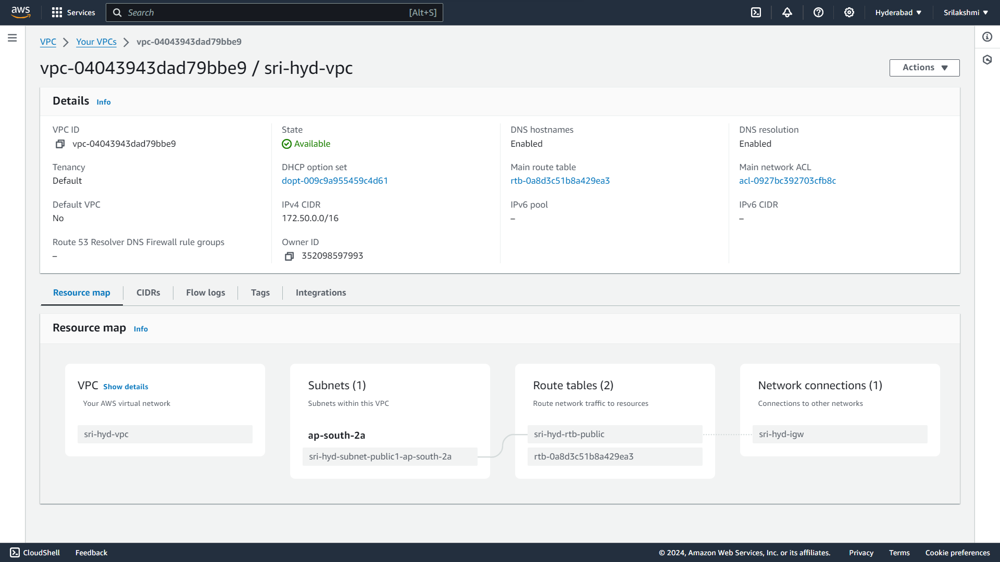 aws
Services
Search
[Alt+S]
Hyderabad
Srilakshmi
VPC
Your VPCs
vpc-04043943dad79bbe9
vpc-04043943dad79bbe9 / sri-hyd-vpc
Actions
Details Info
VPC ID
vpc-04043943dad79bbe9
State
Available
DNS hostnames
Enabled
DNS resolution
Enabled
Tenancy
Default
DHCP option set
dopt-009c9a955459c4d61
Main route table
rtb-0a8d3c51b8a429ea3
Main network ACL
acl-0927bc392703cfb8c
Default VPC
No
IPv4 CIDR
172.50.0.0/16
IPv6 pool
–
IPv6 CIDR
–
Route 53 Resolver DNS Firewall rule groups
–
Owner ID
352098597993
Resource map
CIDRs
Flow logs
Tags
Integrations
Resource map Info
VPC Show details
Your AWS virtual network
sri-hyd-vpc
Subnets (1)
Subnets within this VPC
ap-south-2a
sri-hyd-subnet-public1-ap-south-2a
Route tables (2)
Route network traffic to resources
sri-hyd-rtb-public
rtb-0a8d3c51b8a429ea3
Network connections (1)
Connections to other networks
sri-hyd-igw
CloudShell
Feedback
© 2024, Amazon Web Services, Inc. or its affiliates.
Privacy
Terms
Cookie preferences